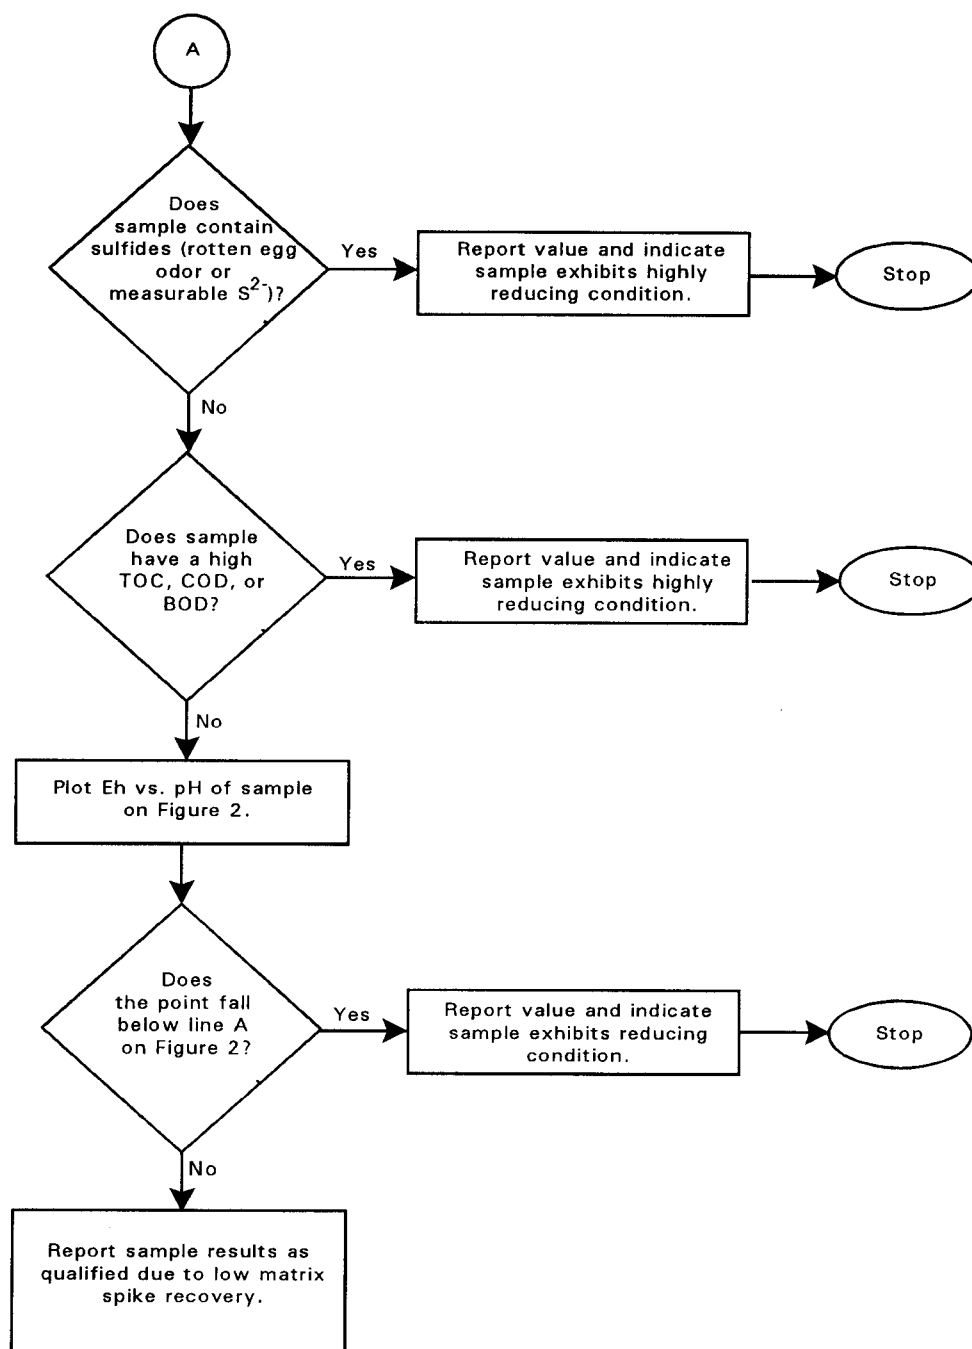 A
Does
sample contain
sulfides (rotten egg
odor or
measurable S2-)?
Yes
Report value and indicate
sample exhibits highly
reducing condition.
Stop
No
Does sample
have a high
TOC, COD, or
BOD?
Yes
Report value and indicate
sample exhibits highly
reducing condition.
Stop
No
Plot Eh vs. pH of sample
on Figure 2.
Does
the point fall
below line A
on Figure 2?
Yes
Report value and indicate
sample exhibits reducing
condition.
Stop
No
Report sample results as
qualified due to low matrix
spike recovery.